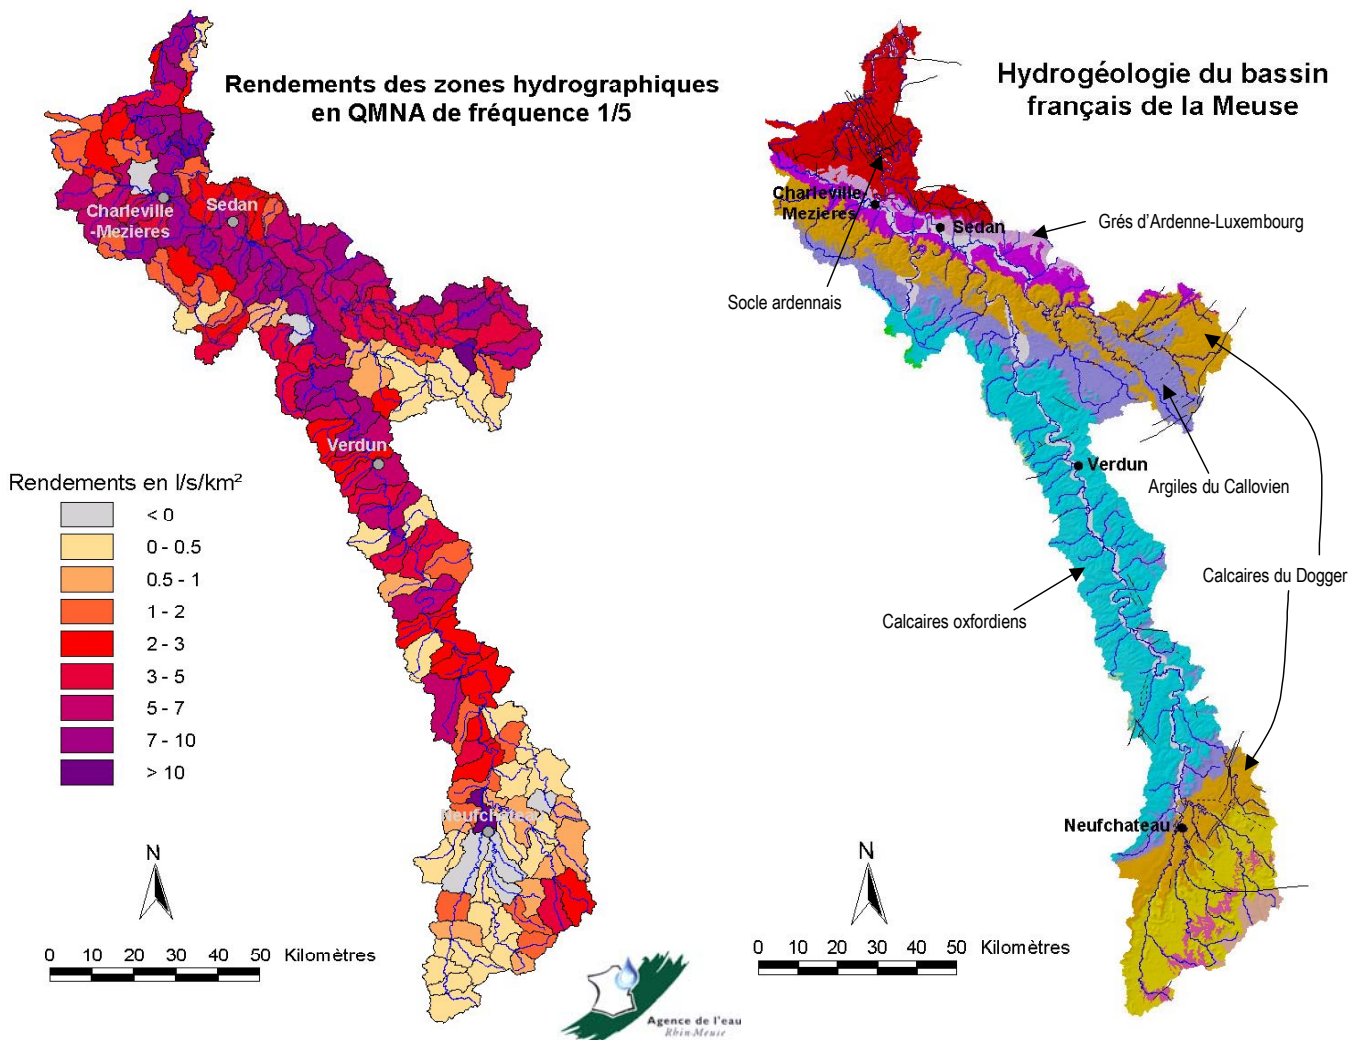 Rendements des zones hydrographiques
en QMNA de fréquence 1/5
Charleville
-Mezières
Sedan
Verdun
Neufchateau
Rendements en l/s/km²
< 0
0 - 0.5
0.5 - 1
1 - 2
2 - 3
3 - 5
5 - 7
7 - 10
> 10
N
0 10 20 30 40 50 Kilomètres
Agence de l'eau
Rhin-Meuse
Hydrogéologie du bassin
français de la Meuse
Charleville-
Mezières
Sedan
Grés d'Ardenne-Luxembourg
Socle ardennais
Verdun
Argiles du Callovien
Calcaires du Dogger
Calcaires oxfordiens
Neufchateau
N
0 10 20 30 40 50 Kilomètres